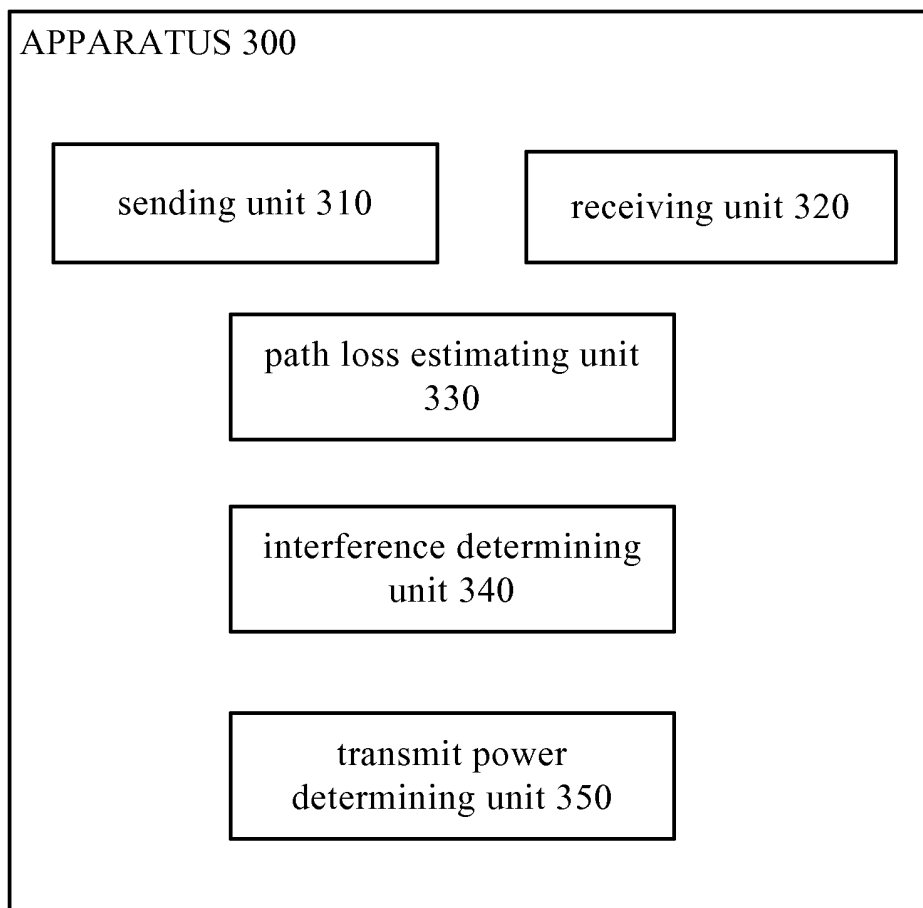 APPARATUS 300
sending unit 310
receiving unit 320
path loss estimating unit
330
interference determining
unit 340
transmit power
determining unit 350